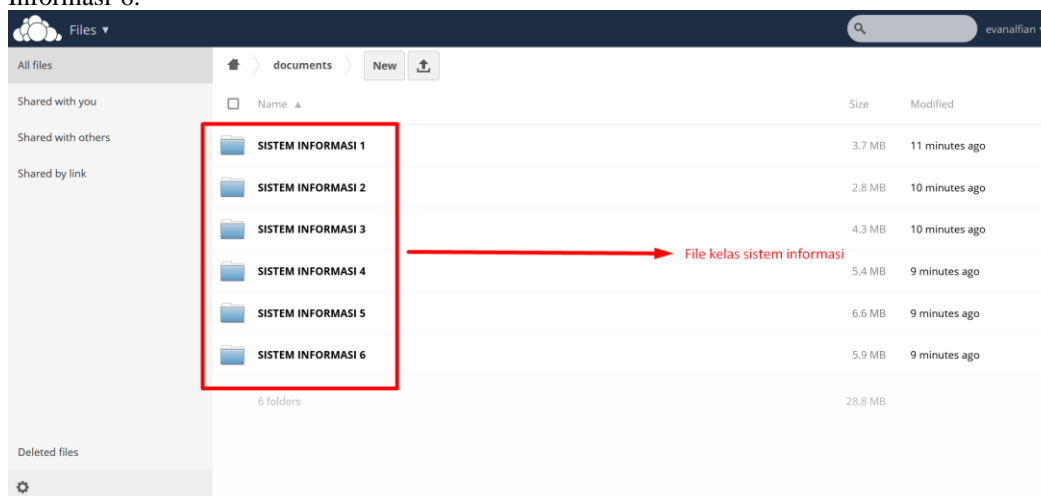 Informasi 6.
Files ▾ evanalfian
All files
documents New
Shared with you
Name ▲ Size Modified
Shared with others
SISTEM INFORMASI 1 3.7 MB 11 minutes ago
Shared by link
SISTEM INFORMASI 2 2.8 MB 10 minutes ago
SISTEM INFORMASI 3 4.3 MB 10 minutes ago
File kelas sistem informasi
SISTEM INFORMASI 4 5.4 MB 9 minutes ago
SISTEM INFORMASI 5 6.6 MB 9 minutes ago
SISTEM INFORMASI 6 5.9 MB 9 minutes ago
6 folders 28.8 MB
Deleted files